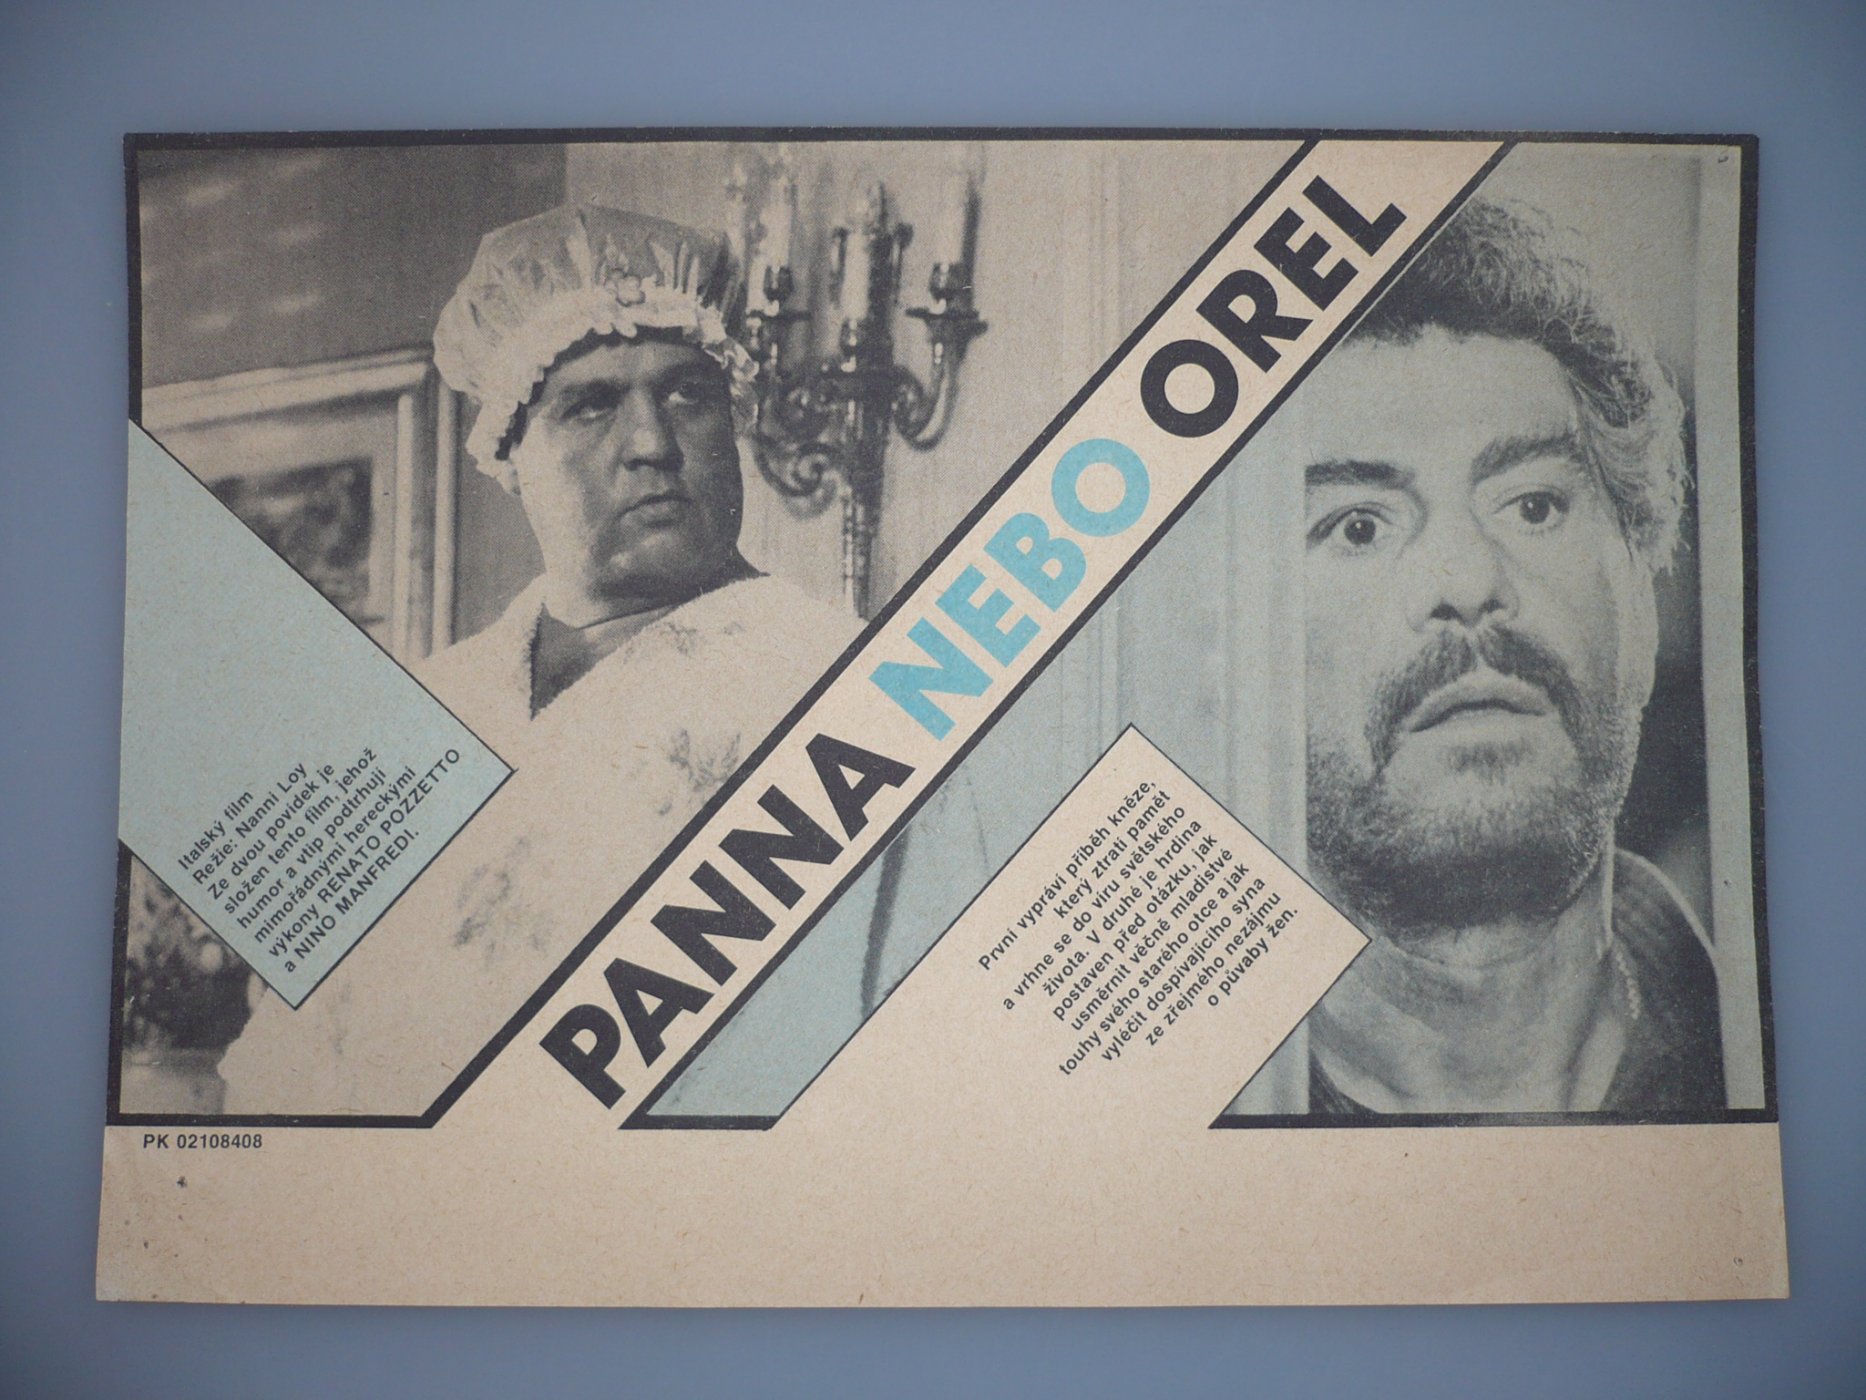 PANNA NEBO OREL
Italský film
Režie: Nanni Loy
Ze dvou povídek je
složen tento film, jehož
humor a vtip podtrhují
mimořádnými hereckými
výkony RENATO POZZETTO
a NINO MANFREDI.
První vypráví příběh kněze,
který ztratí paměť
a vrhne se do víru světského
života. V druhé je hrdina
postaven před otázku, jak
usměrnit věčně mladistvé
touhy svého starého otce a jak
vyléčit dospívajícího syna
ze zřejmého nezájmu
o půvaby žen.
PK 02108408